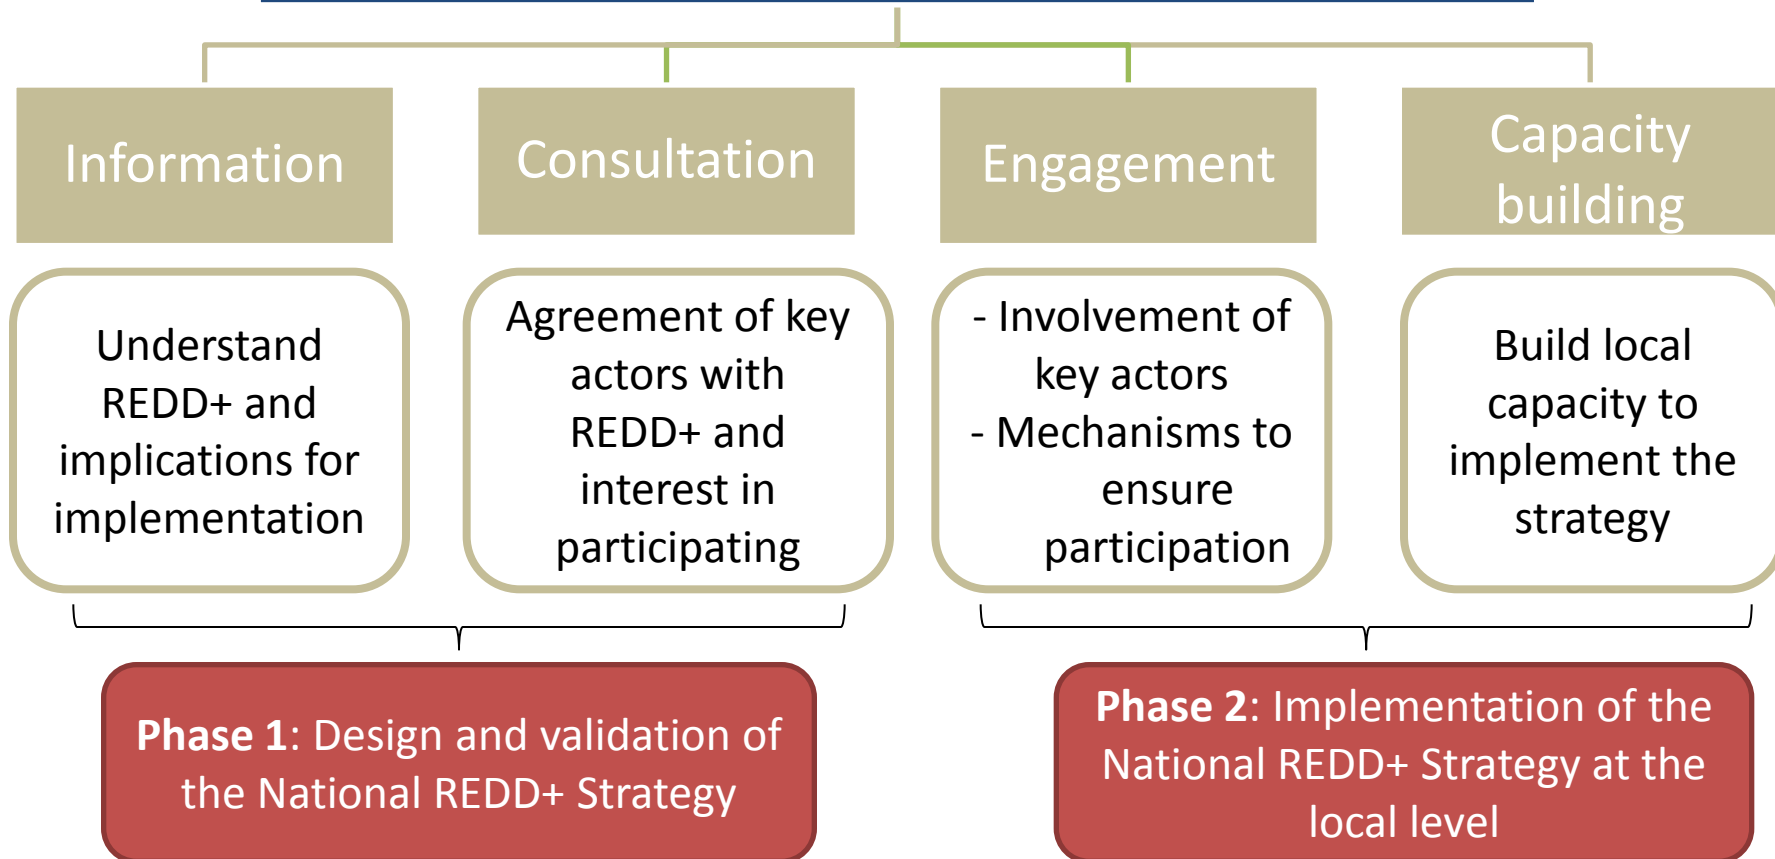 Information
Consultation
Engagement
Capacity
building
Understand
REDD+ and
implications for
implementation
Agreement of key
actors with
REDD+ and
interest in
participating
- Involvement of
key actors
- Mechanisms to
ensure
participation
Build local
capacity to
implement the
strategy
Phase 1: Design and validation of
the National REDD+ Strategy
Phase 2: Implementation of the
National REDD+ Strategy at the
local level